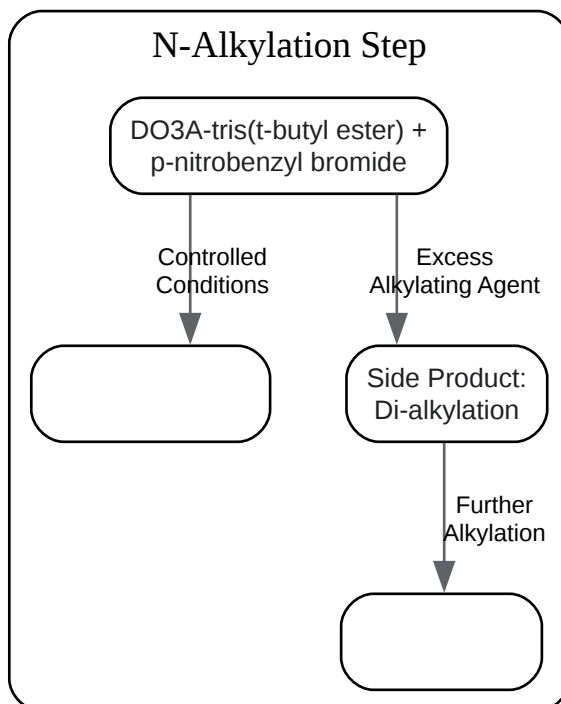 N-Alkylation Step
DO3A-tris(t-butyl ester) +
p-nitrobenzyl bromide
Controlled
Conditions
Excess
Alkylating Agent
Side Product:
Di-alkylation
Further
Alkylation